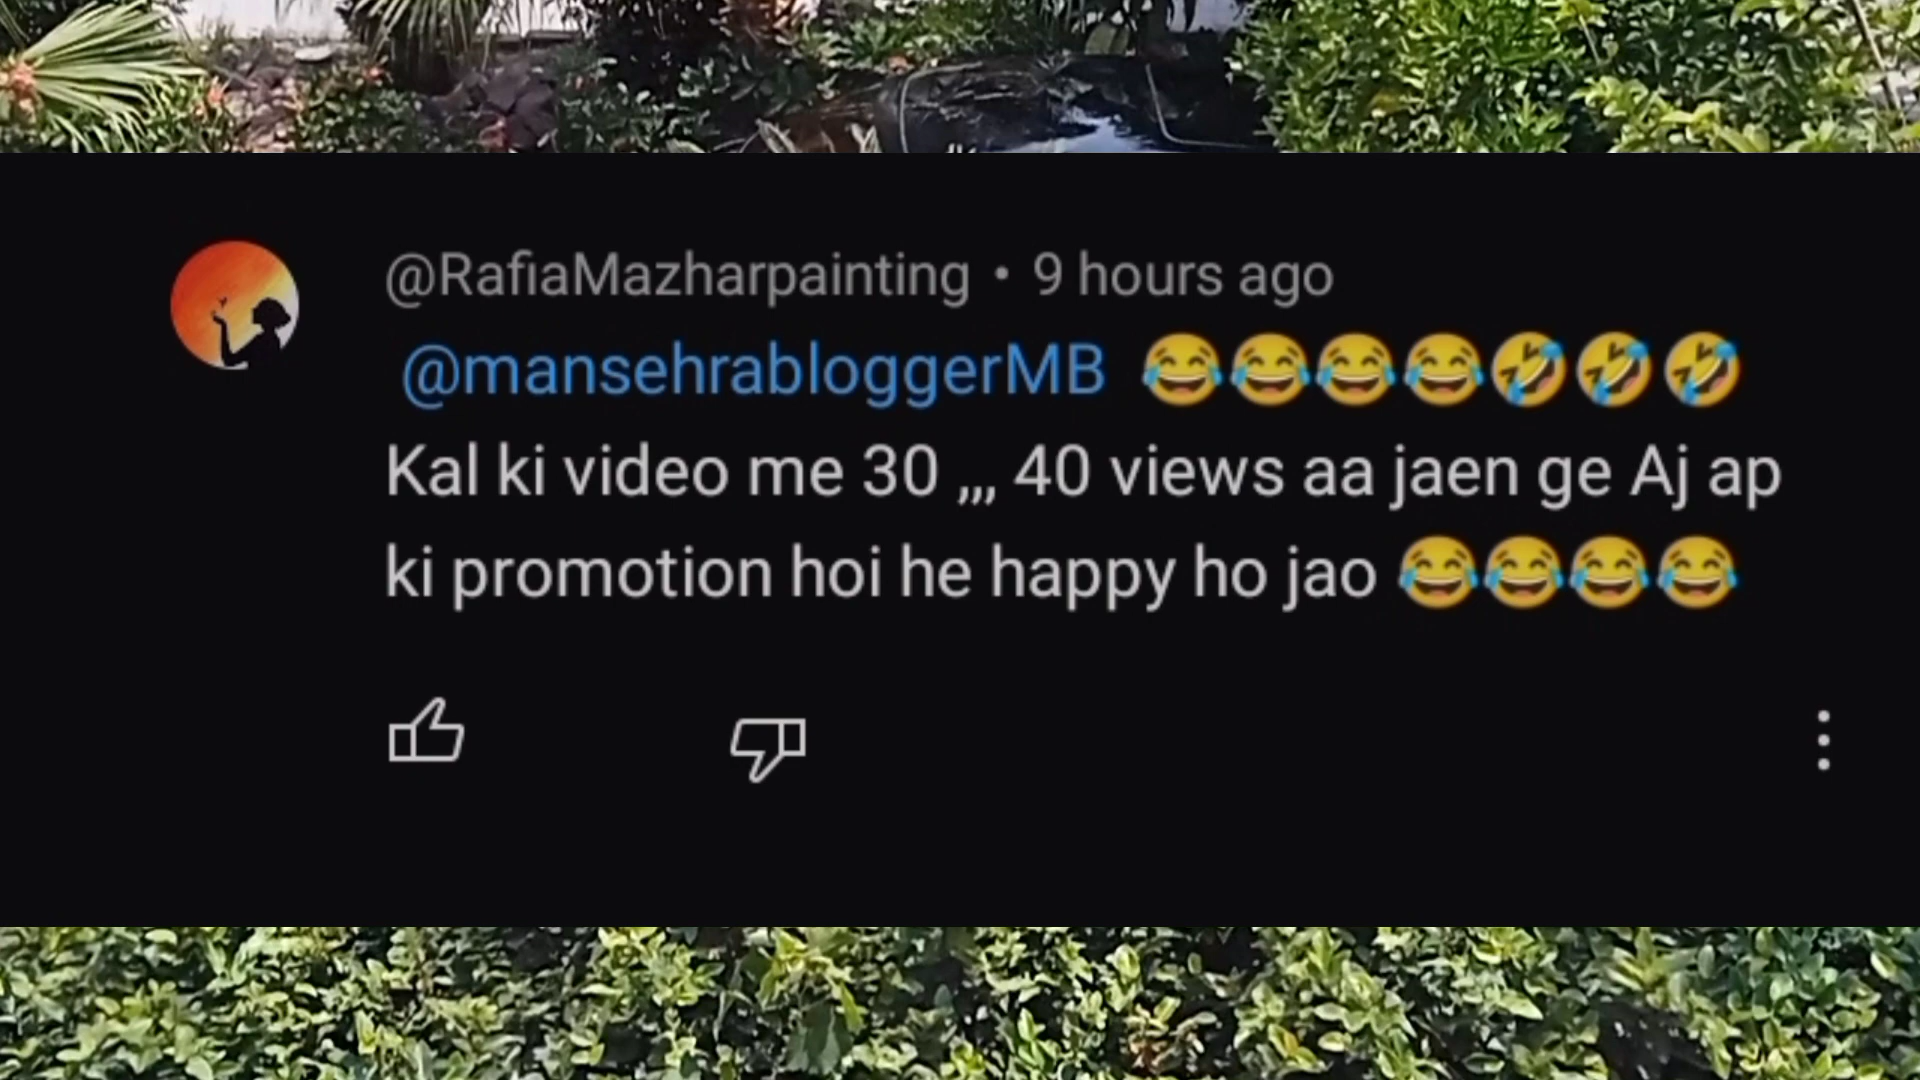 @RafiaMazharpainting • 9 hours ago
@mansehrabloggerMB 😂😂😂😂🤣🤣🤣
Kal ki video me 30 ,,, 40 views aa jaen ge Aj ap
ki promotion hoi he happy ho jao 😂😂😂😂